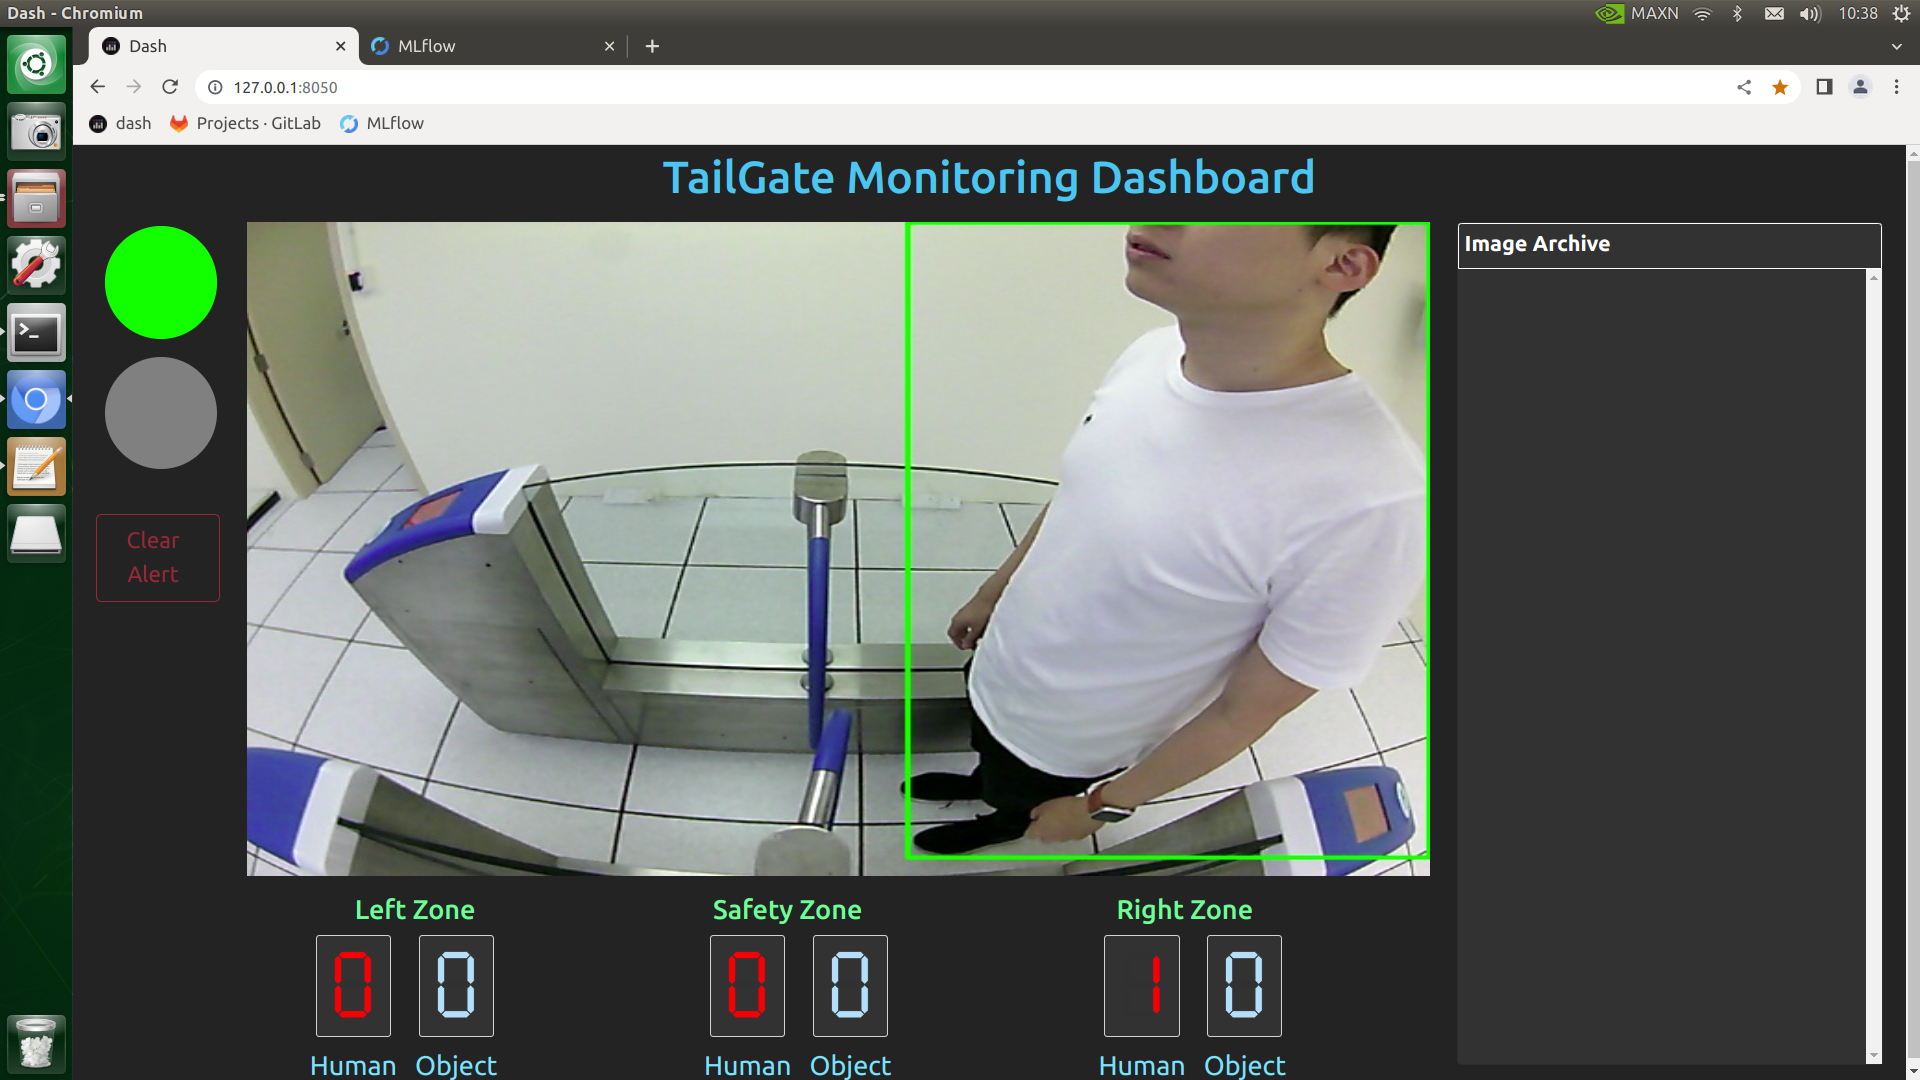 Dash - Chromium
MAXN
10:38
Dash
MLflow
127.0.0.1:8050
dash
Projects · GitLab
MLflow
TailGate Monitoring Dashboard
Image Archive
Clear
Alert
Left Zone
Safety Zone
Right Zone
0
0
0
0
1
0
Human
Object
Human
Object
Human
Object